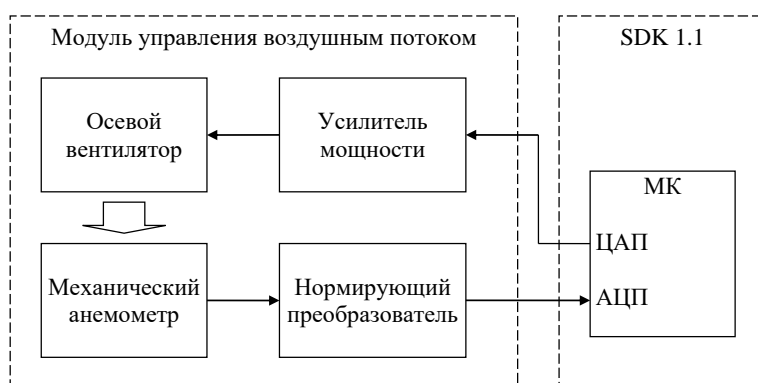 Модуль управления воздушным потоком
SDK 1.1
Осевой
вентилятор
Усилитель
мощности
МК
ЦАП
АЦП
Механический
анемометр
Нормирующий
преобразователь